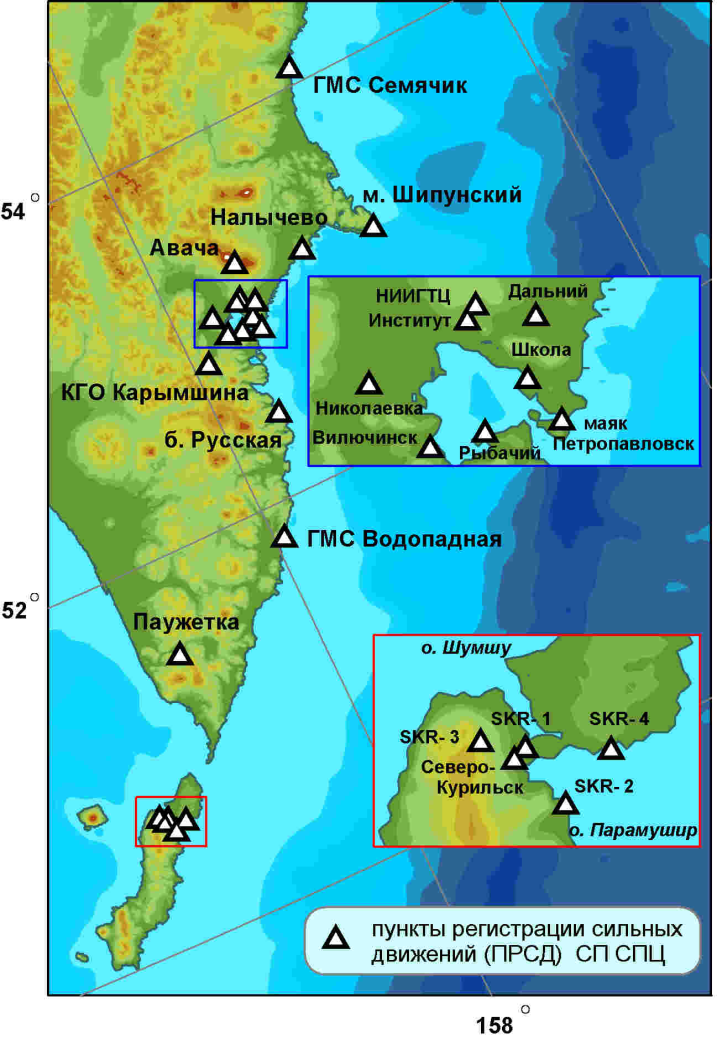 ГМС Семячик
54°
м. Шипунский
Налычево
Авача
НИИГТЦ
Дальний
Институт
Школа
КГО Карымшина
Николаевка
маяк
Петропавловск
б. Русская
Вилючинск
Рыбачий
ГМС Водопадная
52°
Паужетка
о. Шумшу
SKR- 1
SKR- 4
SKR- 3
Северо-
Курильск
SKR- 2
о. Парамушир
пункты регистрации сильных
движений (ПРСД) СП СПЦ
158°